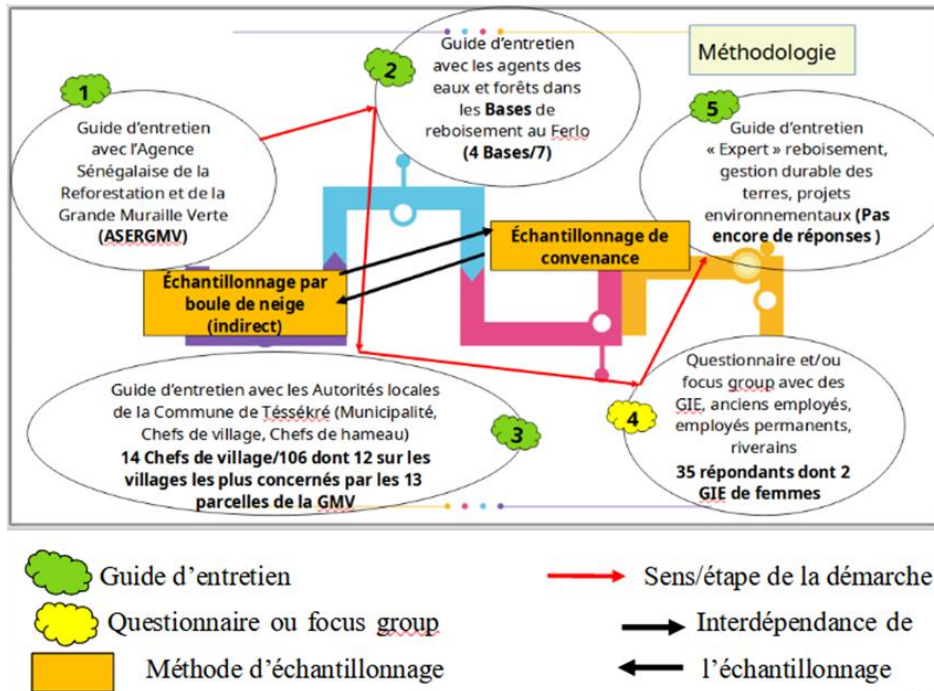 Méthodologie
1
Guide d'entretien
avec l'Agence
Sénégalaise de la
Reforestation et de la
Grande Muraille Verte
(ASERGMV)
2
Guide d'entretien
avec les agents des
eaux et forêts dans
les Bases de
reboisement au Ferlo
(4 Bases/7)
5
Guide d'entretien
« Expert » reboisement,
gestion durable des
terres, projets
environnementaux (Pas
encore de réponses )
Échantillonnage de
convenance
Échantillonnage par
boule de neige
(indirect)
Guide d'entretien avec les Autorités locales
de la Commune de Téssékré (Municipalité,
Chefs de village, Chefs de hameau)
14 Chefs de village/106 dont 12 sur les
villages les plus concernés par les 13
parcelles de la GMV
3
Questionnaire et/ou
focus group avec des
GIE, anciens employés,
employés permanents,
riverains
35 répondants dont 2
GIE de femmes
4
Guide d'entretien
Questionnaire ou focus group
Méthode d'échantillonnage
Sens/étape de la démarche
Interdépendance de
l'échantillonnage